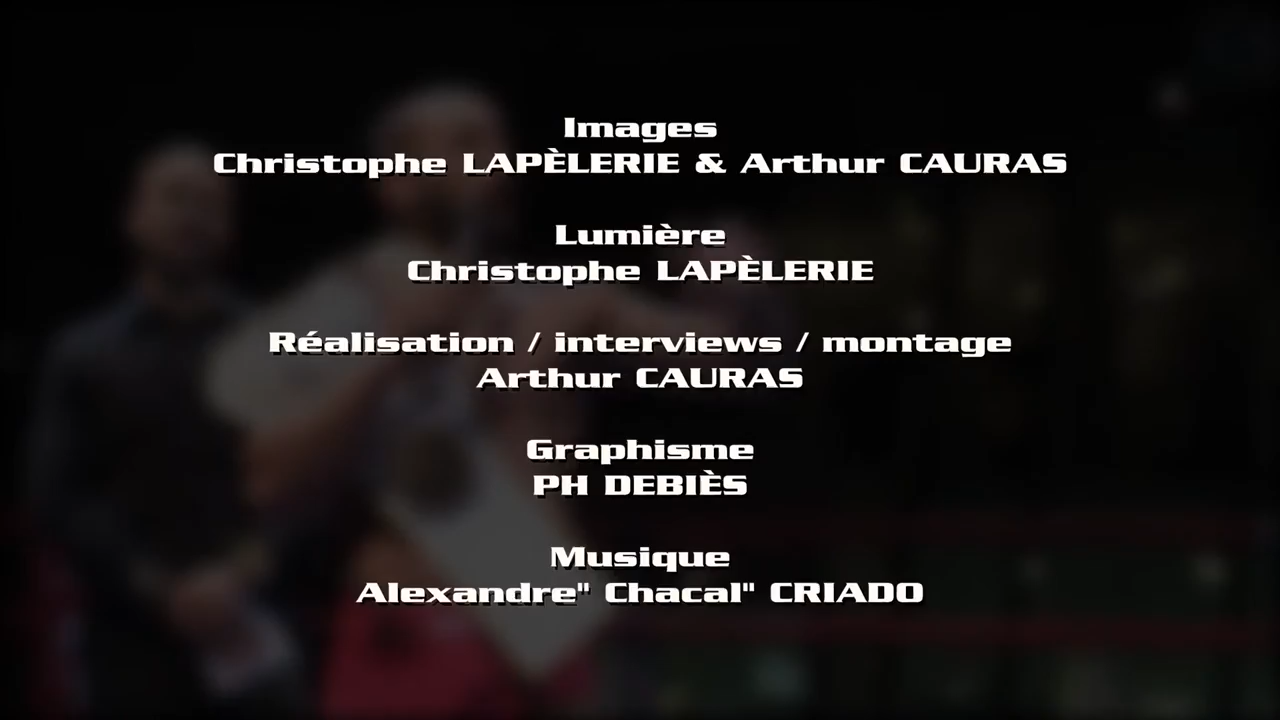 Images
Christophe LAPÈLERIE & Arthur CAURAS
Lumière
Christophe LAPÈLERIE
Réalisation / interviews / montage
Arthur CAURAS
Graphisme
PH DEBIÈS
Musique
Alexandre" Chacal" CRIADO